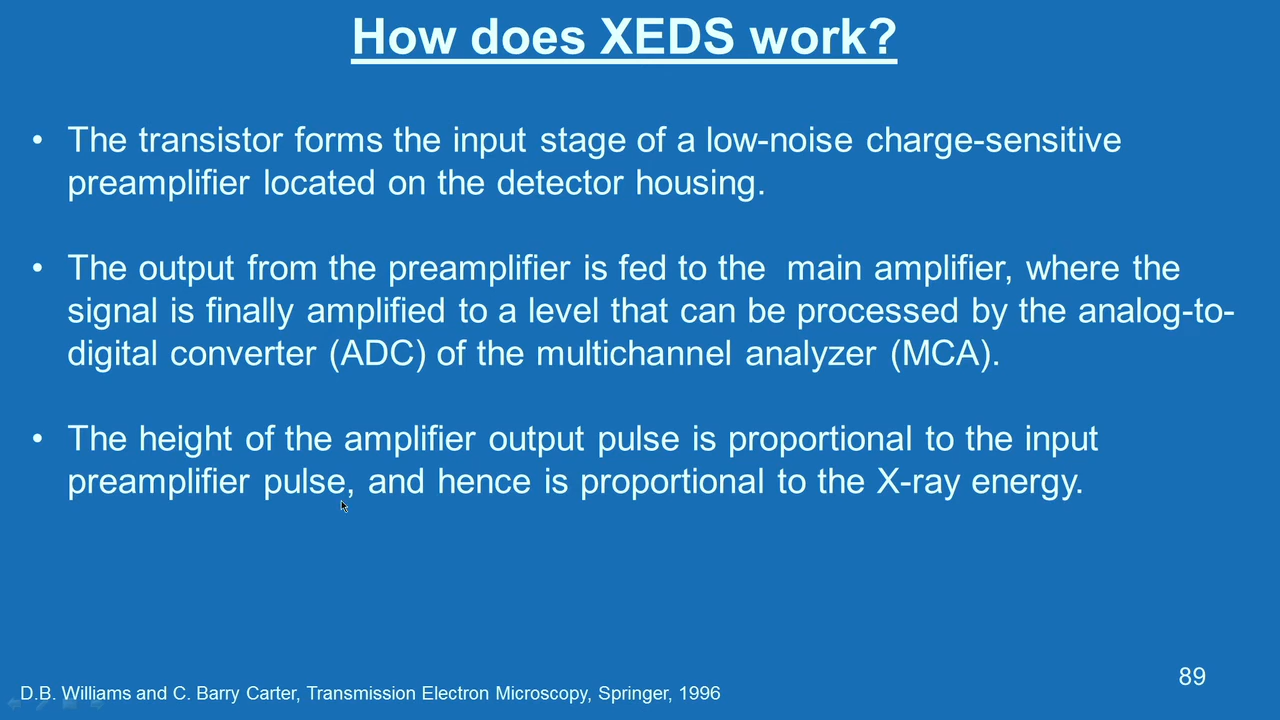 How does XEDS work?
• The transistor forms the input stage of a low-noise charge-sensitive
preamplifier located on the detector housing.
• The output from the preamplifier is fed to the  main amplifier, where the
signal is finally amplified to a level that can be processed by the analog-to-
digital converter (ADC) of the multichannel analyzer (MCA).
• The height of the amplifier output pulse is proportional to the input
preamplifier pulse, and hence is proportional to the X-ray energy.
89
D.B. Williams and C. Barry Carter, Transmission Electron Microscopy, Springer, 1996